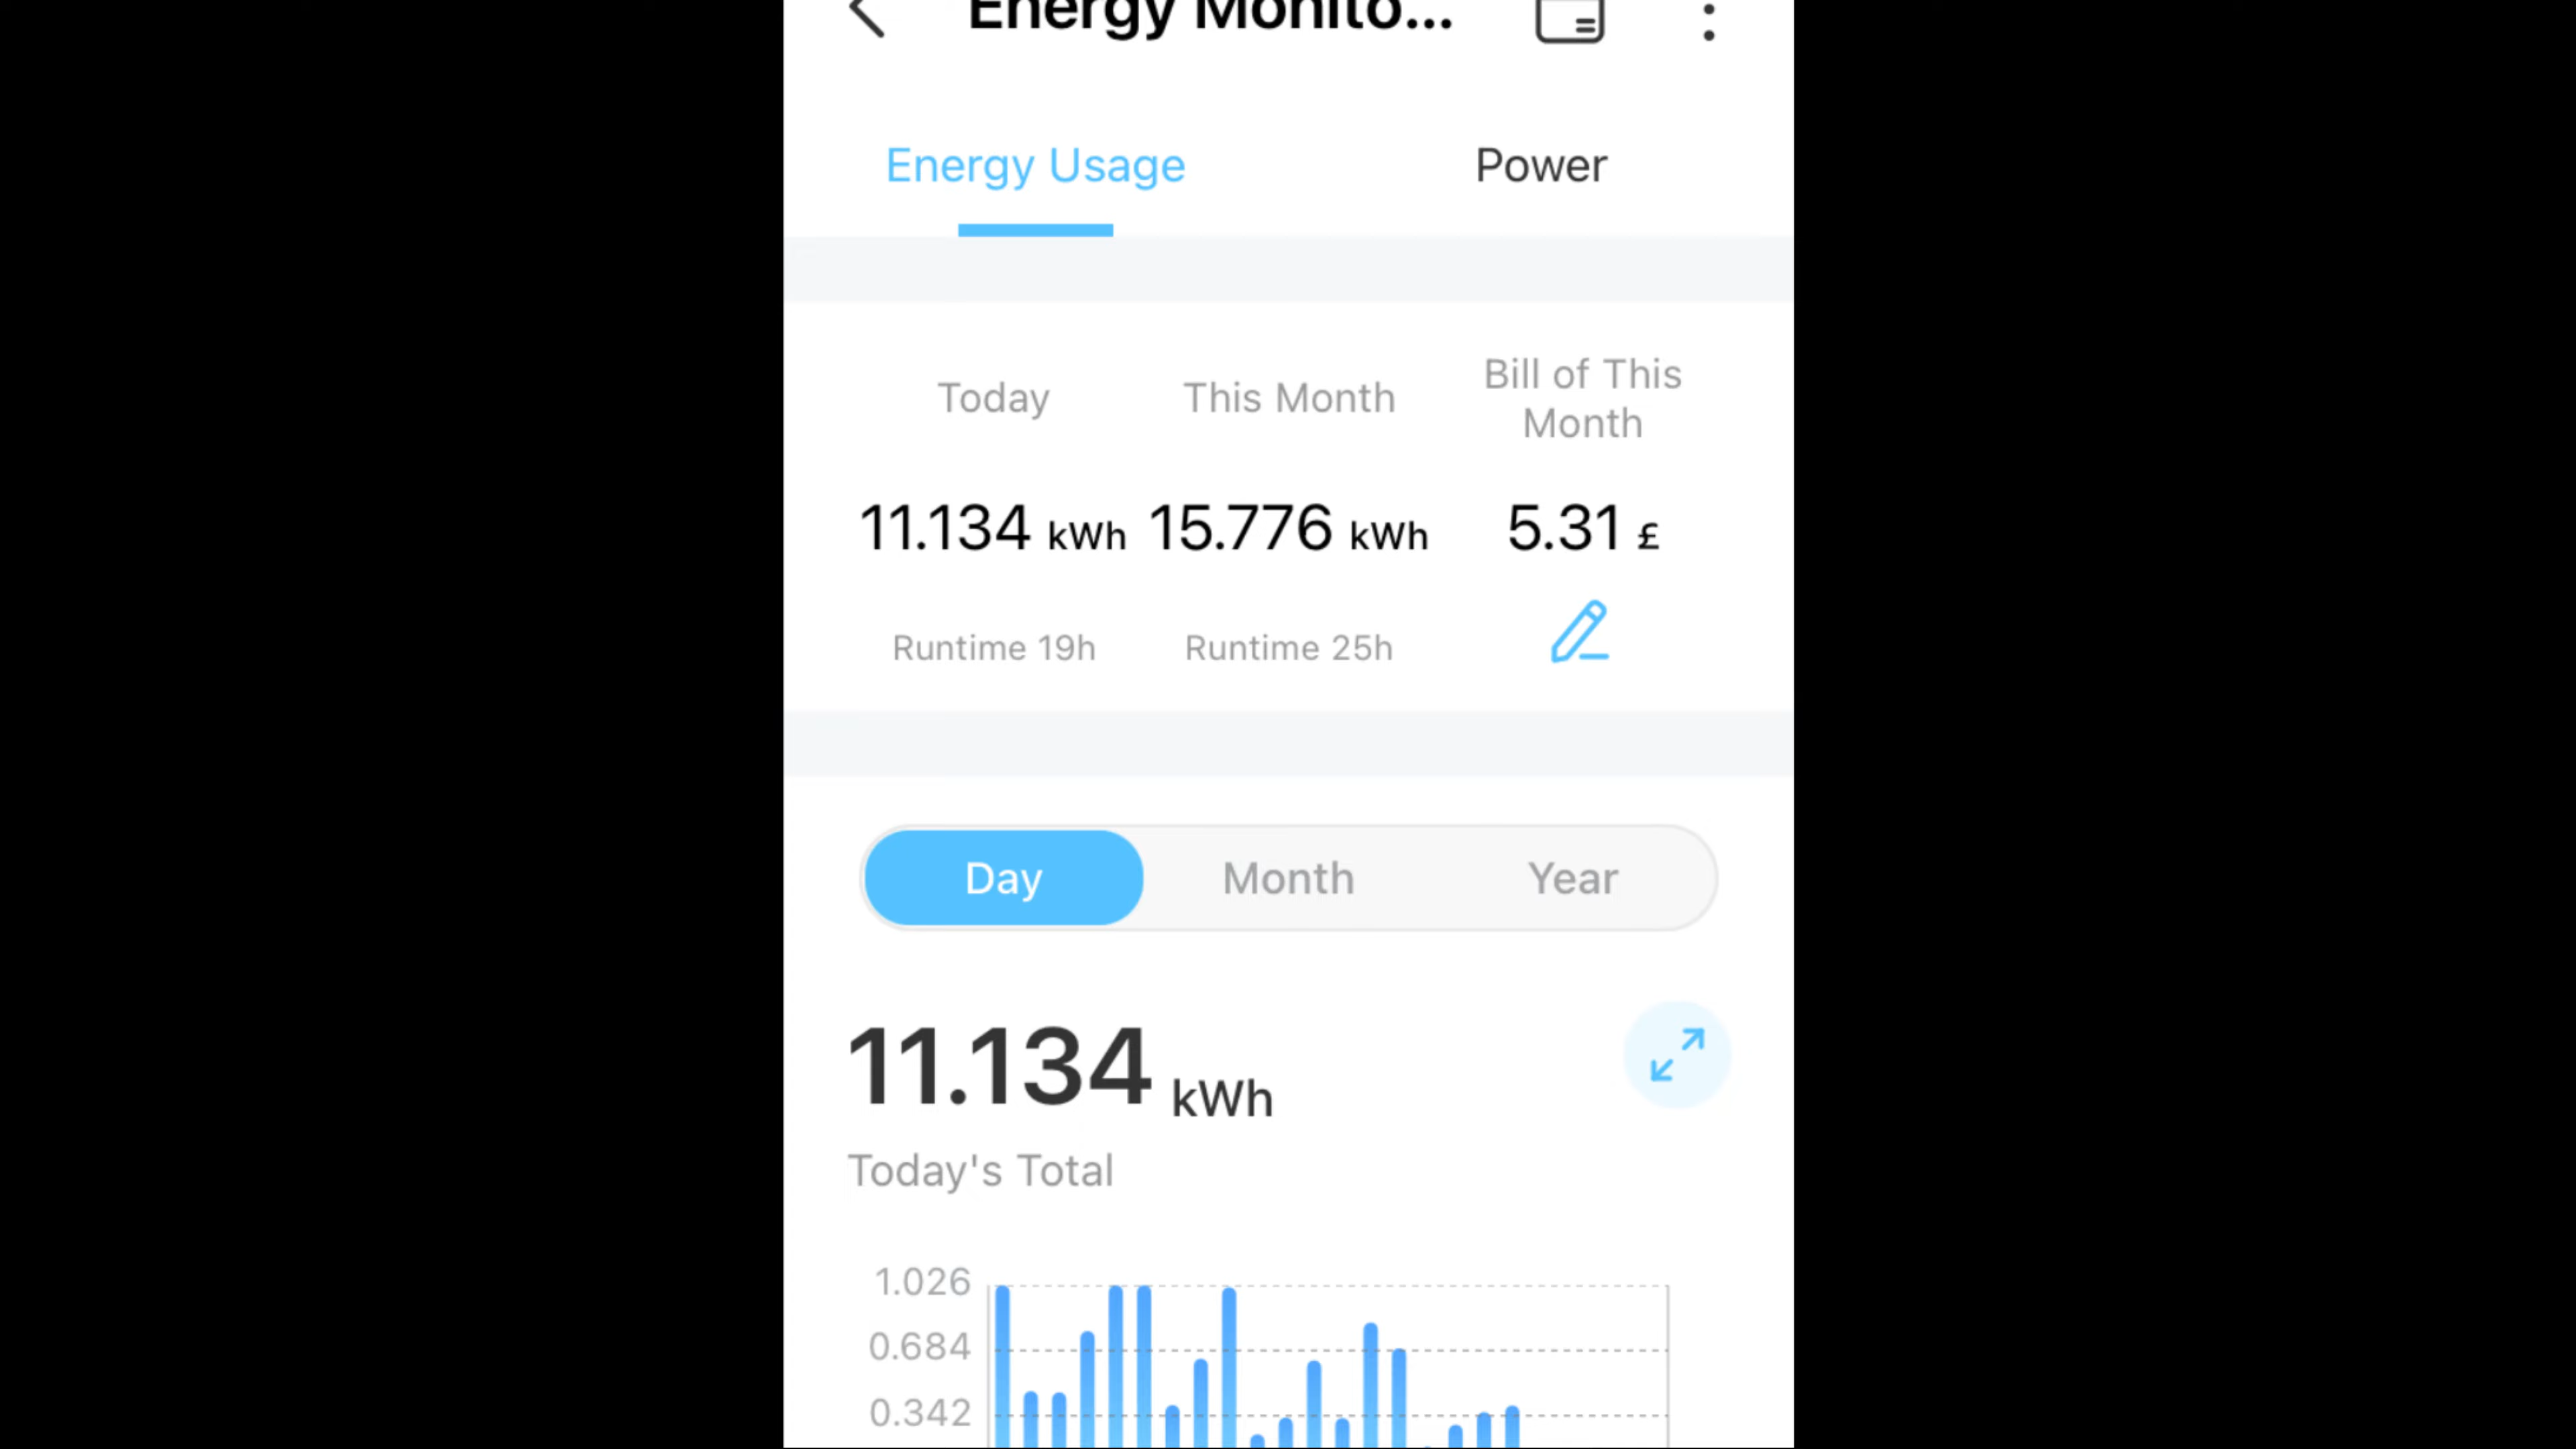 Energy Monito...
Energy Usage
Power
Today
This Month
Bill of This
Month
11.134 kWh
15.776 kWh
5.31 £
Runtime 19h
Runtime 25h
Day
Month
Year
11.134 kWh
Today's Total
1.026
0.684
0.342